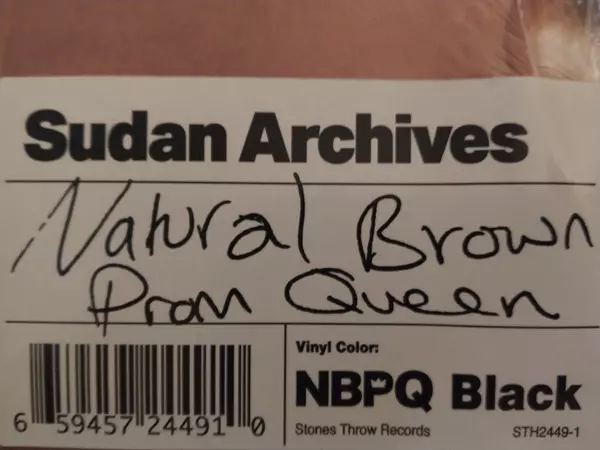 Sudan Archives
Natural Brown
Prom Queen
Vinyl Color:
NBPQ Black
6 59457 24491 0
Stones Throw Records STH2449-1